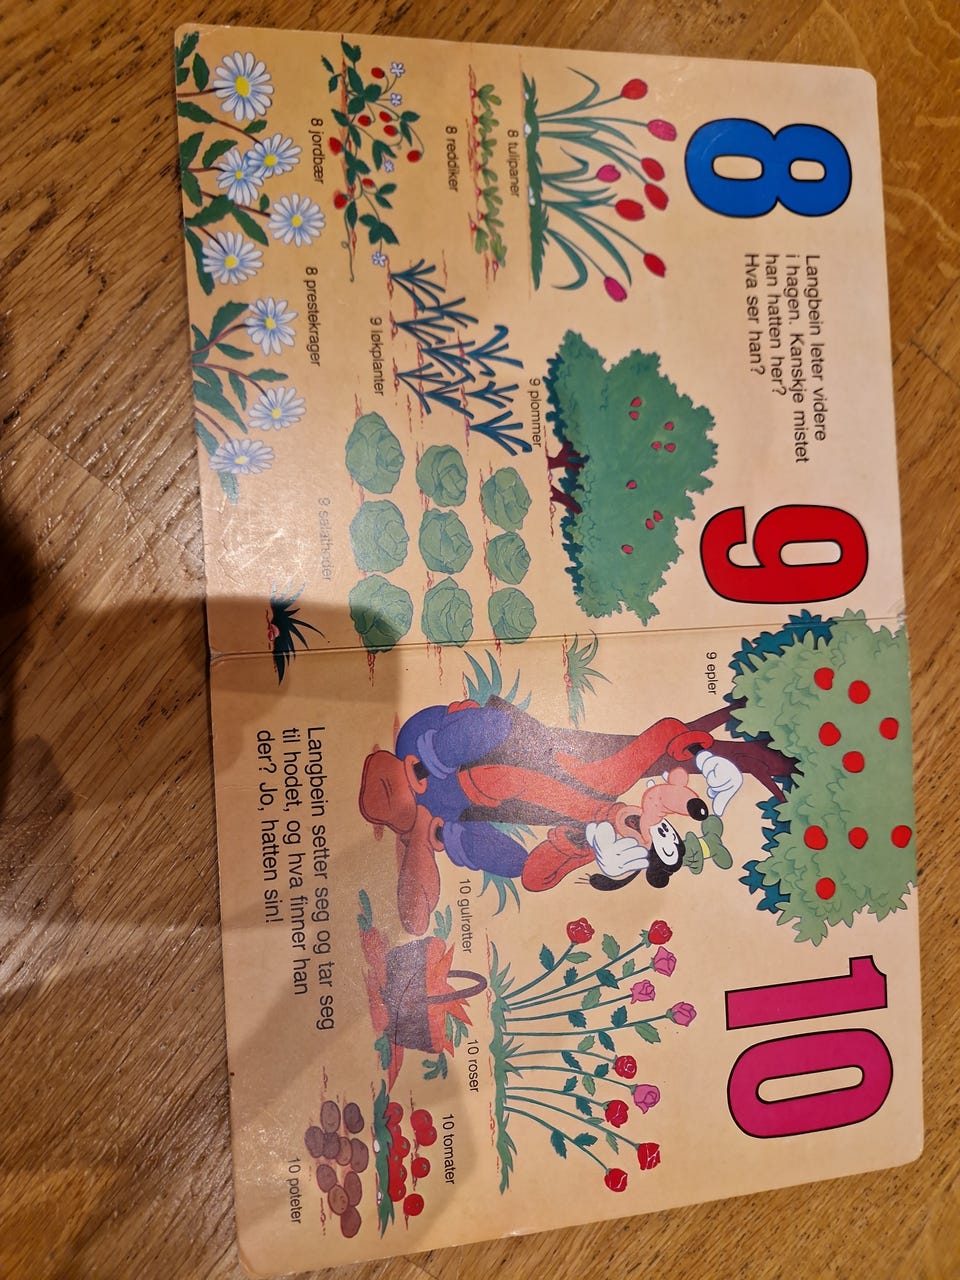 8
Langbein leter videre
i hagen. Kanskje mistet
han hatten her?
Hva ser han?
8 tulipaner
8 reddiker
8 jordbær
8 prestekrager
9
9 plommer
9 løkplanter
9 salathoder
9 epler
10
10 gulrøtter
10 roser
10 tomater
10 poteter
Langbein setter seg og tar seg
til hodet, og hva finner han
der? Jo, hatten sin!